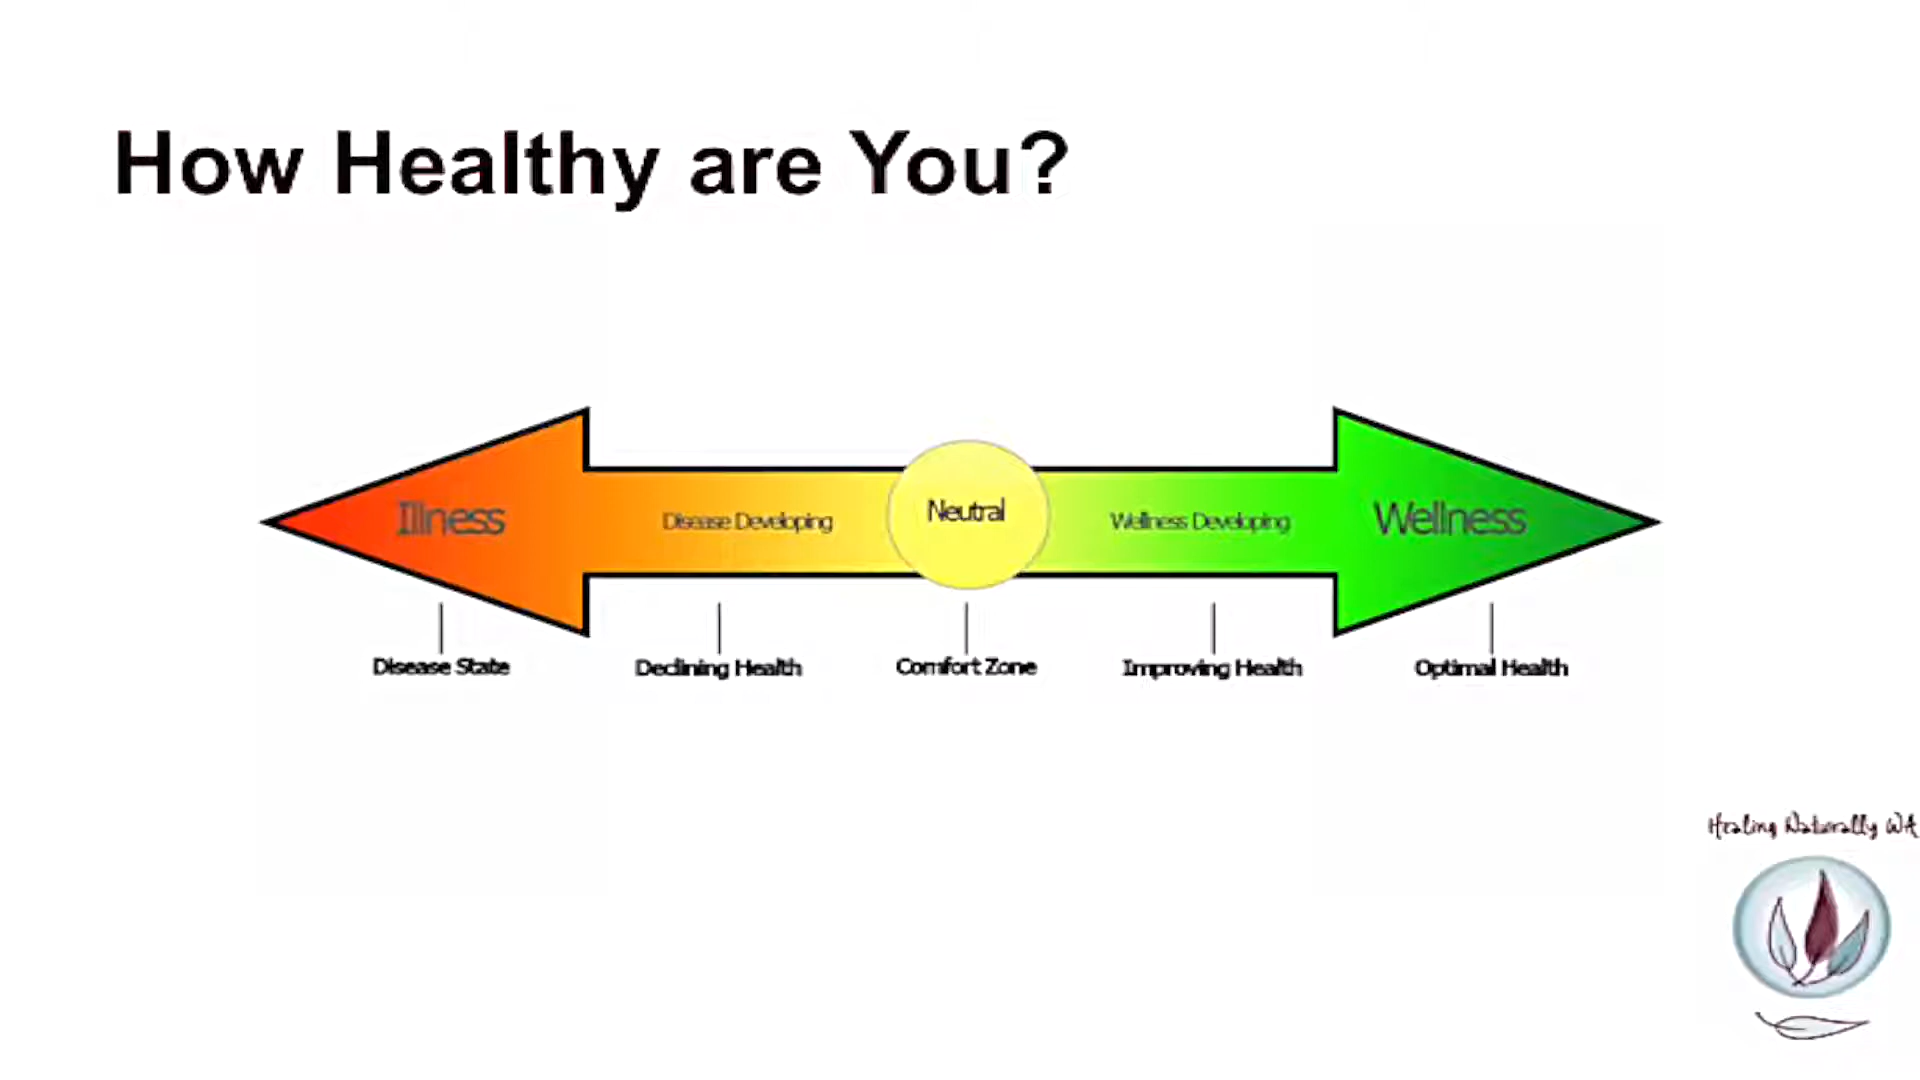 How Healthy are You?
Illness
Disease Developing
Neutral
Wellness Developing
Wellness
Disease State
Declining Health
Comfort Zone
Improving Health
Optimal Health
Healing Naturally WA